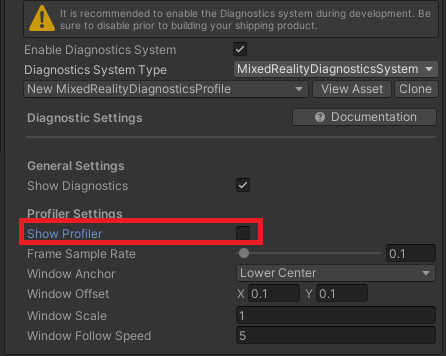 It is recommended to enable the Diagnostics system during development. Be
sure to disable prior to building your shipping product.
Enable Diagnostics System
Diagnostics System Type MixedRealityDiagnosticsSystem
New MixedRealityDiagnosticsProfile View Asset Clone
Diagnostic Settings Documentation
General Settings
Show Diagnostics
Profiler Settings
Show Profiler
Frame Sample Rate 0.1
Window Anchor Lower Center
Window Offset X 0.1 Y 0.1
Window Scale 1
Window Follow Speed 5